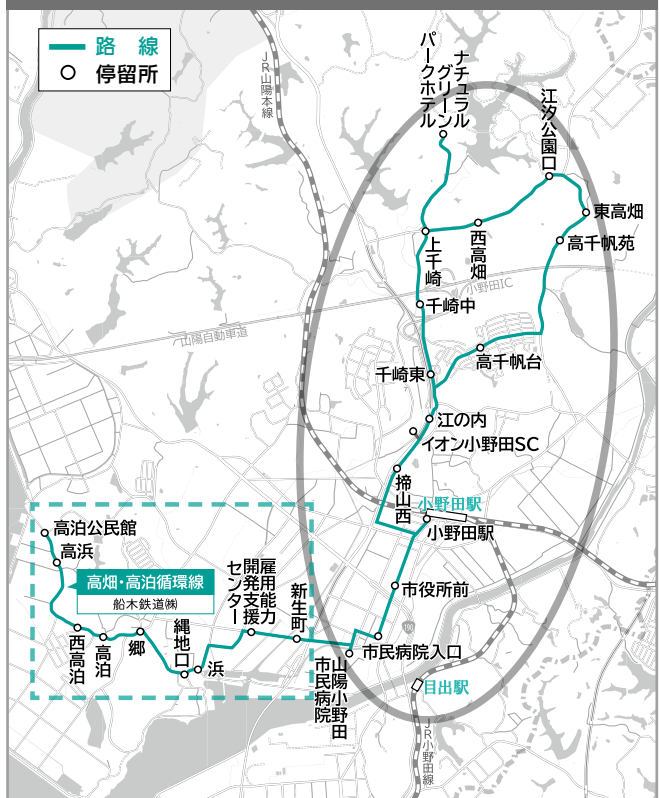 路線
停留所
JR山陽本線
ナチュラル
グリーン
パークホテル
江汐公園口
東高畑
高千帆苑
上千崎
西高畑
小野田IC
千崎中
山陽自動車道
高千帆台
千崎東
江の内
イオン小野田SC
揥山西
小野田駅
小野田駅
高泊公民館
高浜
高畑・高泊循環線
船木鉄道㈱
雇用能力
開発支援
センター
新生町
市役所前
190
西高泊
高泊
郷
縄地口
浜
市民病院入口
山陽小野田
市民病院
目出駅
JR小野田線